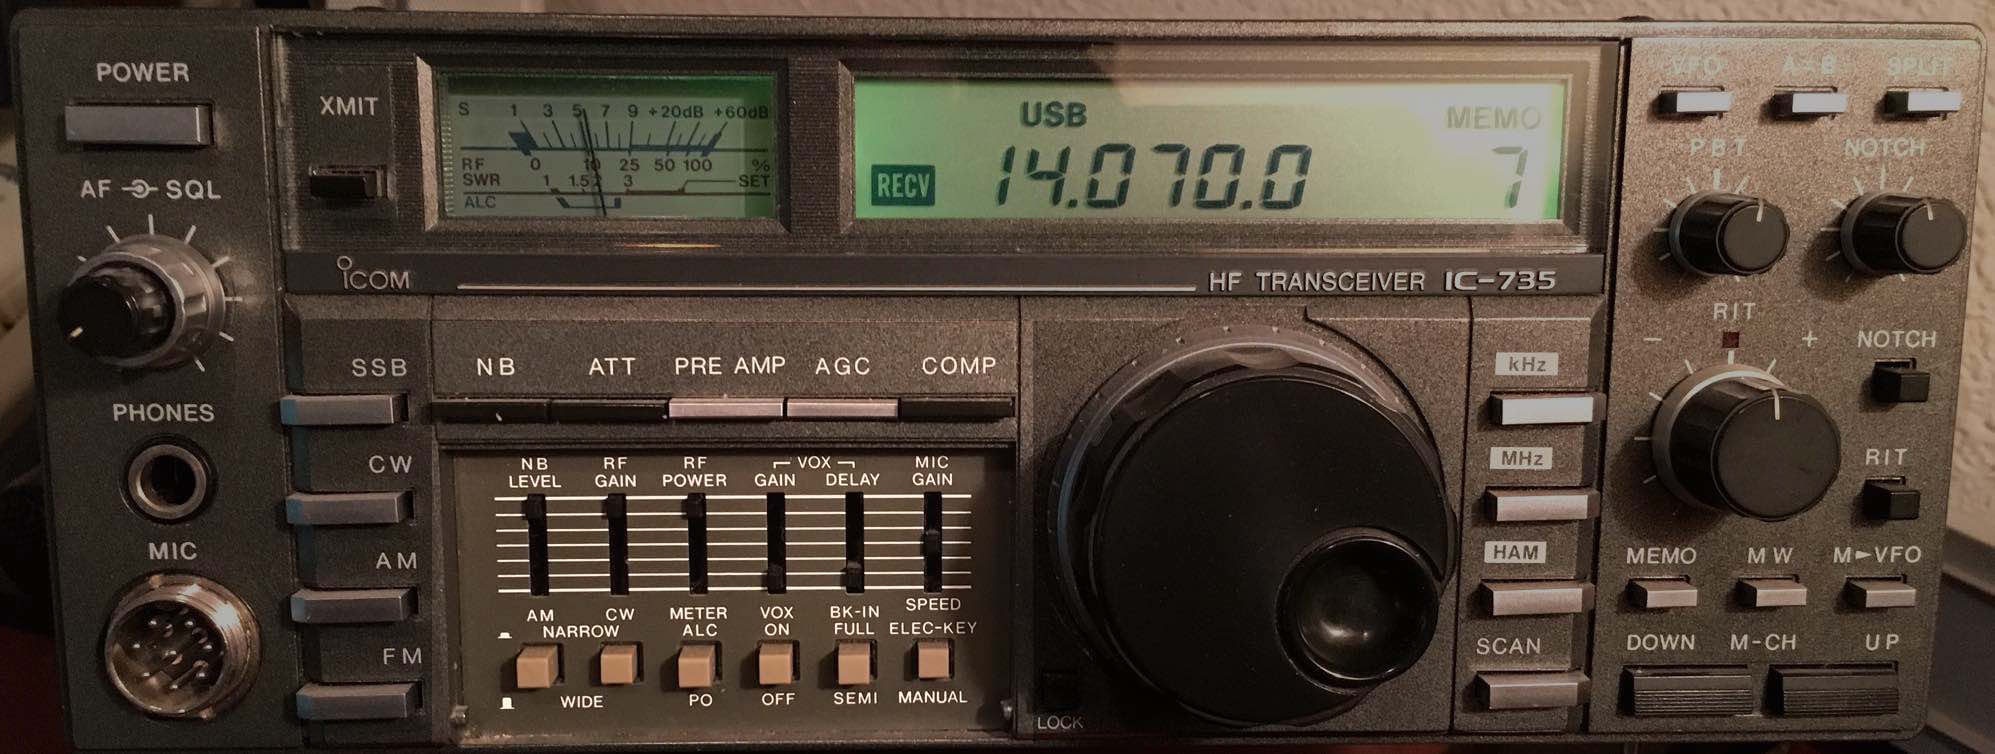 POWER
AF SQL
PHONES
MIC
XMIT
S 1 3 5 7 9 +20dB +60dB
RF 0 10 25 50 100 %
SWR 1 1.5 3 SET
ALC
USB
MEMO
RECV 14.070.0 7
ICOM
HF TRANSCEIVER IC-735
SSB
CW
AM
FM
NB ATT PRE AMP AGC COMP
NB LEVEL
RF GAIN
RF POWER
VOX
GAIN DELAY
MIC GAIN
AM CW
NARROW
WIDE
METER
ALC
PO
VOX
ON
OFF
BK-IN
FULL
SEMI
SPEED
ELEC-KEY
MANUAL
LOCK
kHz
MHz
HAM
SCAN
VFO A=B SPLIT
PBT NOTCH
RIT
- +
NOTCH
RIT
MEMO MW M►VFO
DOWN M-CH UP